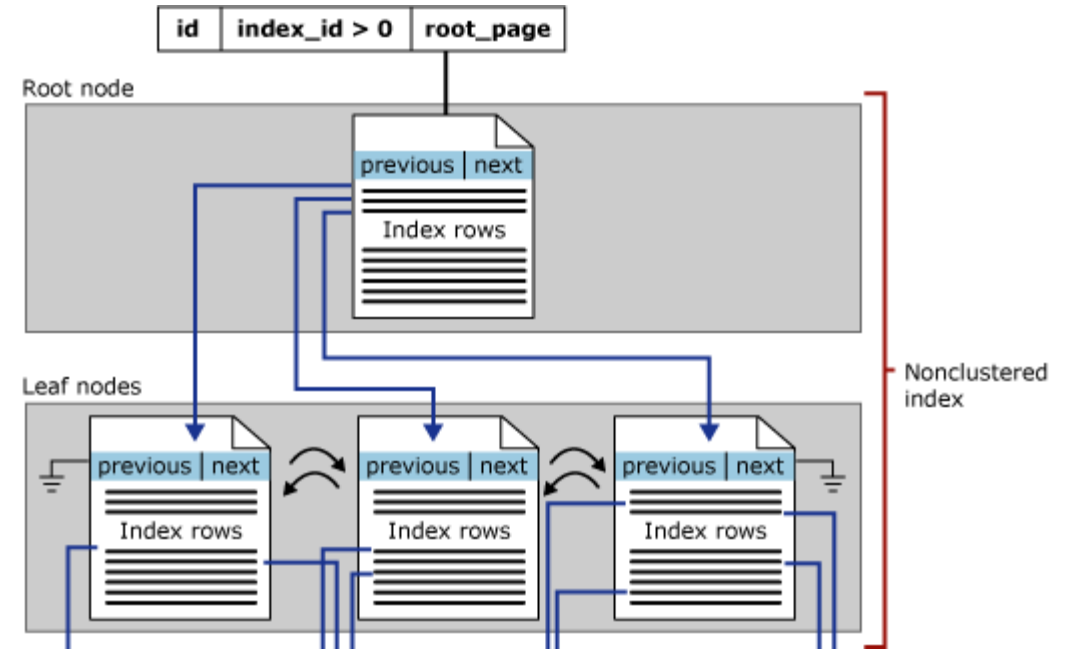 id index_id > 0 root_page
Root node
previous next
Index rows
Nonclustered
index
Leaf nodes
previous next previous next previous next
Index rows Index rows Index rows